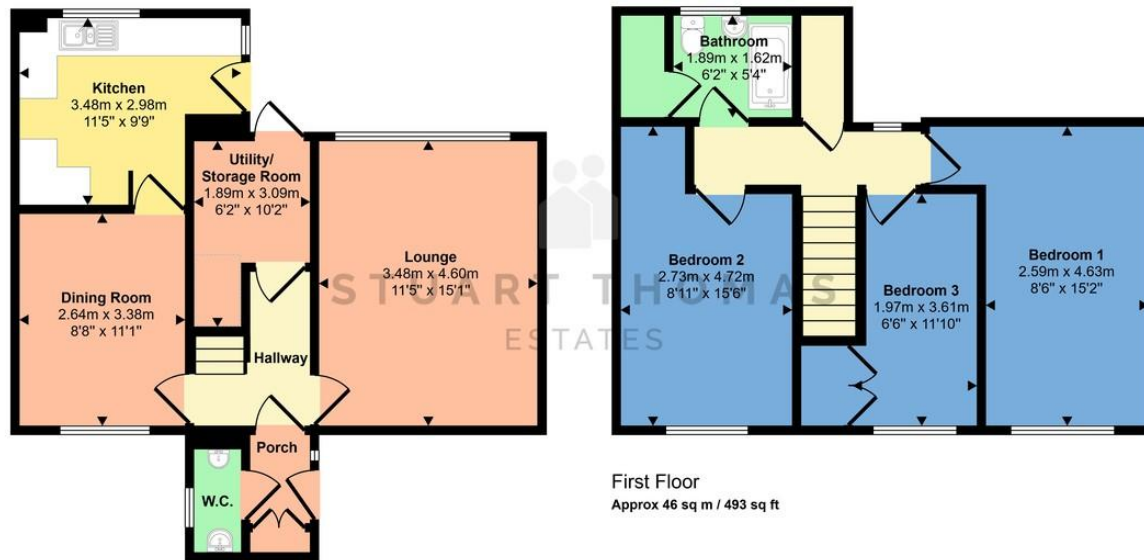 Kitchen
3.48m x 2.98m
11'5" x 9'9"
Utility/
Storage Room
1.89m x 3.09m
6'2" x 10'2"
Lounge
3.48m x 4.60m
11'5" x 15'1"
Dining Room
2.64m x 3.38m
8'8" x 11'1"
Hallway
Porch
W.C.
Bathroom
1.89m x 1.62m
6'2" x 5'4"
Bedroom 2
2.73m x 4.72m
8'11" x 15'6"
Bedroom 3
1.97m x 3.61m
6'6" x 11'10"
Bedroom 1
2.59m x 4.63m
8'6" x 15'2"
STUART THOMAS
ESTATES
First Floor
Approx 46 sq m / 493 sq ft